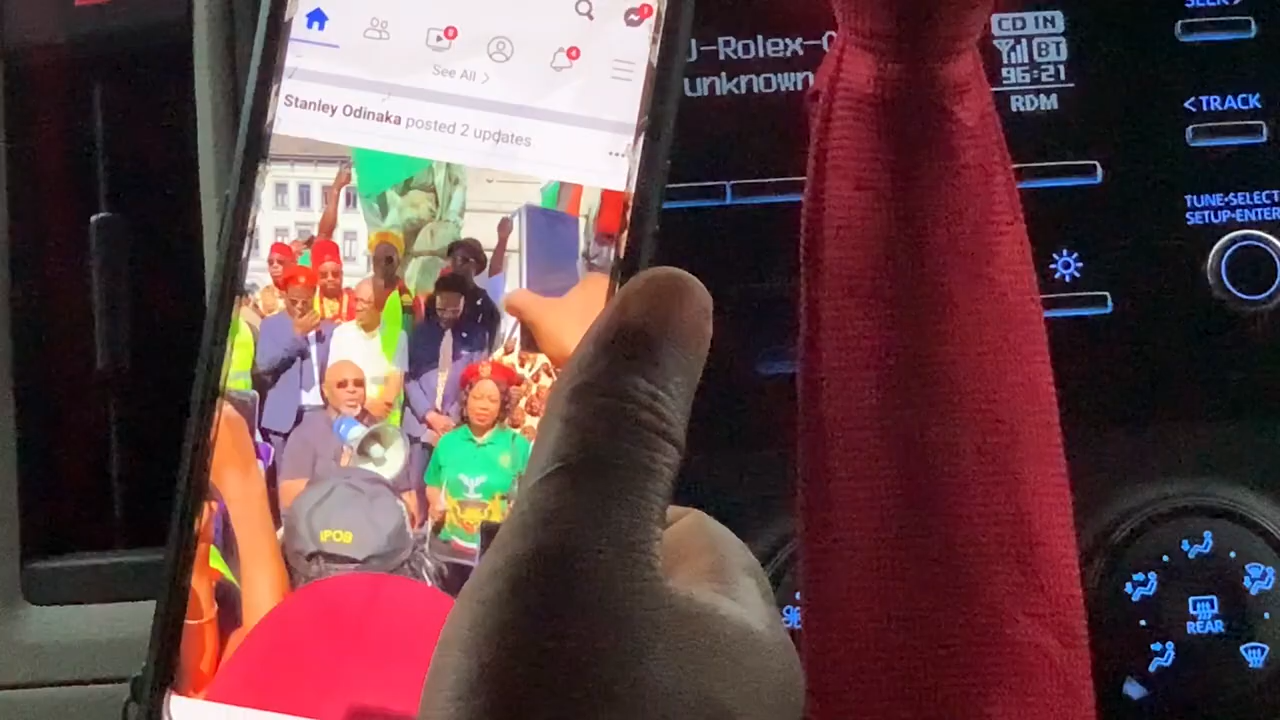 See All >
Stanley Odinaka posted 2 updates
IPOB
J-Rolex-
unknown
CD IN
BT
96:21
RDM
<TRACK
TUNE•SELECT
SETUP•ENTER
REAR